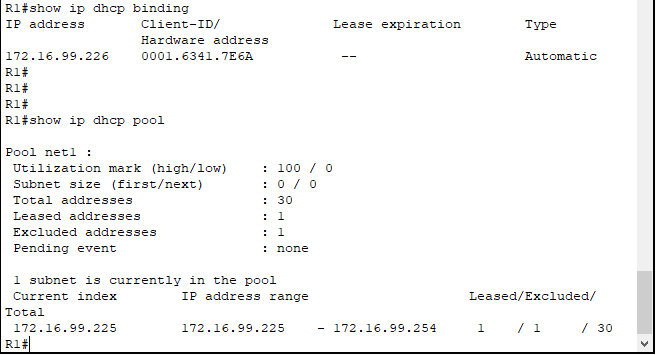 R1#show ip dhcp binding
IP address       Client-ID/              Lease expiration        Type
                 Hardware address
172.16.99.226    0001.6341.7E6A           --                     Automatic
R1#
R1#
R1#
R1#show ip dhcp pool

Pool net1 :
 Utilization mark (high/low)    : 100 / 0
 Subnet size (first/next)       : 0 / 0
 Total addresses                : 30
 Leased addresses               : 1
 Excluded addresses             : 1
 Pending event                  : none

 1 subnet is currently in the pool
 Current index        IP address range                    Leased/Excluded/
Total
 172.16.99.225        172.16.99.225    - 172.16.99.254     1    / 1     / 30
R1#